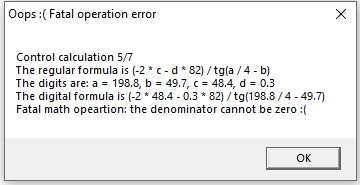 Oops :( Fatal operation error
Control calculation 5/7
The regular formula is (-2 * c - d * 82) / tg(a / 4 - b)
The digits are: a = 198.8, b = 49.7, c = 48.4, d = 0.3
The digital formula is (-2 * 48.4 - 0.3 * 82) / tg(198.8 / 4 - 49.7)
Fatal math opeartion: the denominator cannot be zero :(
OK